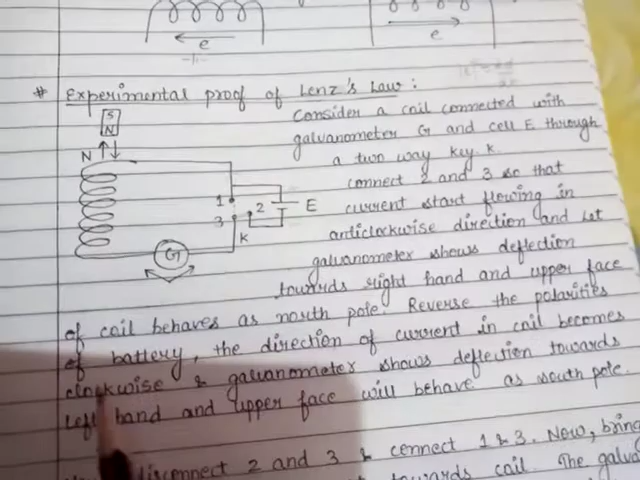 e
e
# Experimental proof of Lenz's Law :
Consider a coil connected with
galvanometer G and cell E through
a two way key k.
connect 2 and 3 so that
current start flowing in
anticlockwise direction and let
galvanometer shows deflection
towards right hand and upper face
of coil behaves as north pole. Reverse the polarities
of battery, the direction of current in coil becomes
clockwise & galvanometer shows deflection towards
left hand and upper face will behave as south pole.
disconnect 2 and 3 & connect 1 & 3. Now, bring
towards coil. The galva
S
N
N
1
2
3
E
K
G